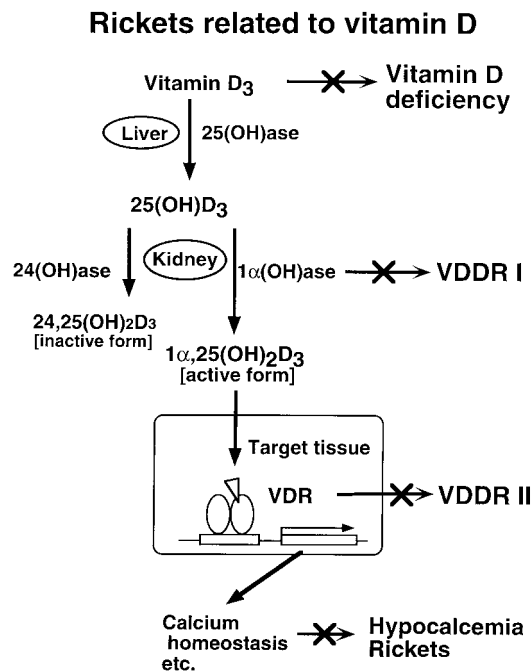 Rickets related to vitamin D
Vitamin D₃
Vitamin D
deficiency
Liver
25(OH)ase
25(OH)D₃
24(OH)ase
Kidney
1α(OH)ase
VDDR I
24,25(OH)₂D₃
[inactive form]
1α,25(OH)₂D₃
[active form]
Target tissue
VDR
VDDR II
Calcium
homeostasis
etc.
Hypocalcemia
Rickets